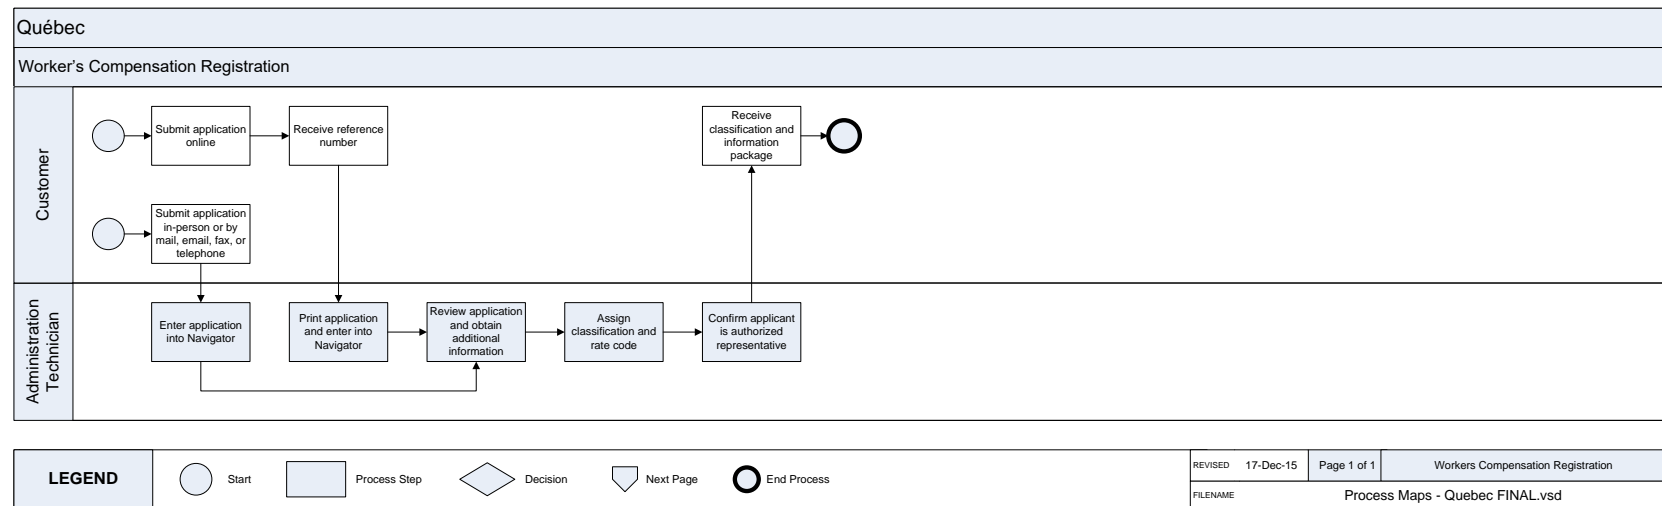 Québec
Worker's Compensation Registration
Customer
Submit application
online
Receive reference
number
Receive
classification and
information
package
Submit application
in-person or by
mail, email, fax, or
telephone
Administration
Technician
Enter application
into Navigator
Print application
and enter into
Navigator
Review application
and obtain
additional
information
Assign
classification and
rate code
Confirm applicant
is authorized
representative
LEGEND
Start
Process Step
Decision
Next Page
End Process
REVISED 17-Dec-15 Page 1 of 1 Workers Compensation Registration
FILENAME Process Maps - Quebec FINAL.vsd